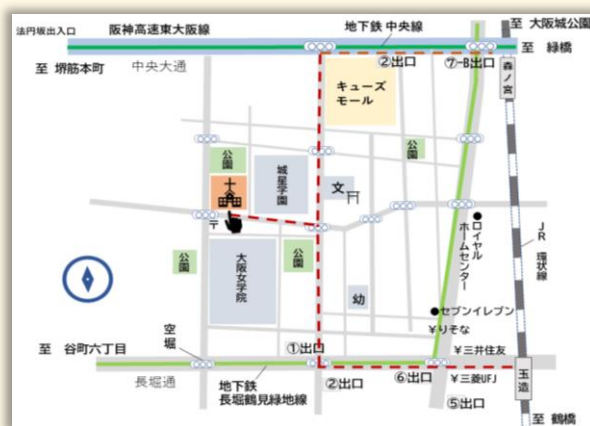 法円坂出入口
阪神高速東大阪線
地下鉄 中央線
至 大阪城公園
至 緑橋
至 堺筋本町
中央大通
②出口
⑦-B出口
森ノ宮
キューズ
モール
公園
城星学園
文
公園
〒
公園
大阪女学院
公園
幼
ロイヤル
ホームセンター
JR 環状線
セブンイレブン
¥りそな
空堀
至 谷町六丁目
①出口
¥三井住友
長堀通
地下鉄
長堀鶴見緑地線
②出口
⑥出口
¥三菱UFJ
⑤出口
玉造
至 鶴橋